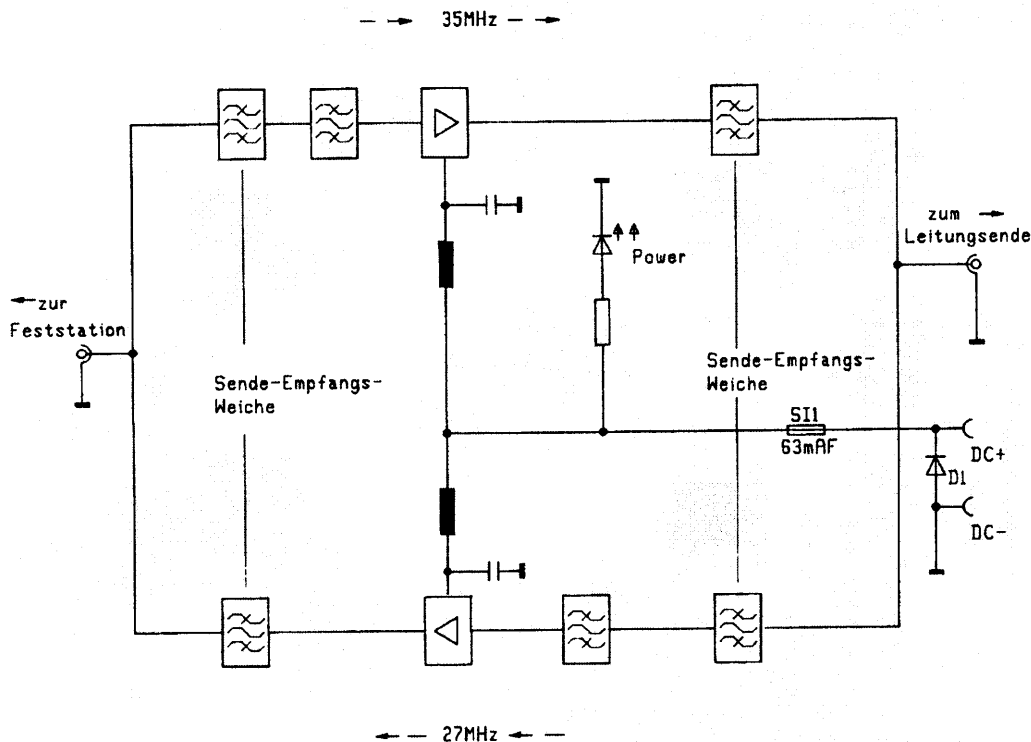 35MHz
zum
Leitungsende
Power
zur
Feststation
Sende-Empfangs-
Weiche
Sende-Empfangs-
Weiche
SI1
63mAF
DC+
D1
DC-
27MHz